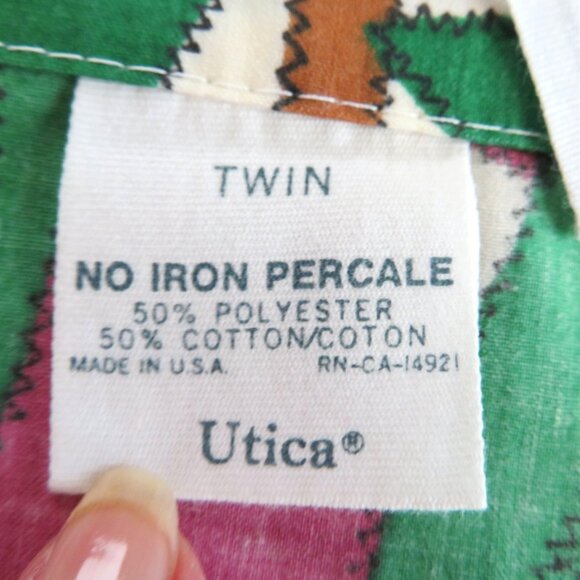 TWIN
NO IRON PERCALE
50% POLYESTER
50% COTTON/COTON
MADE IN U.S.A. RN-CA-14921
Utica®